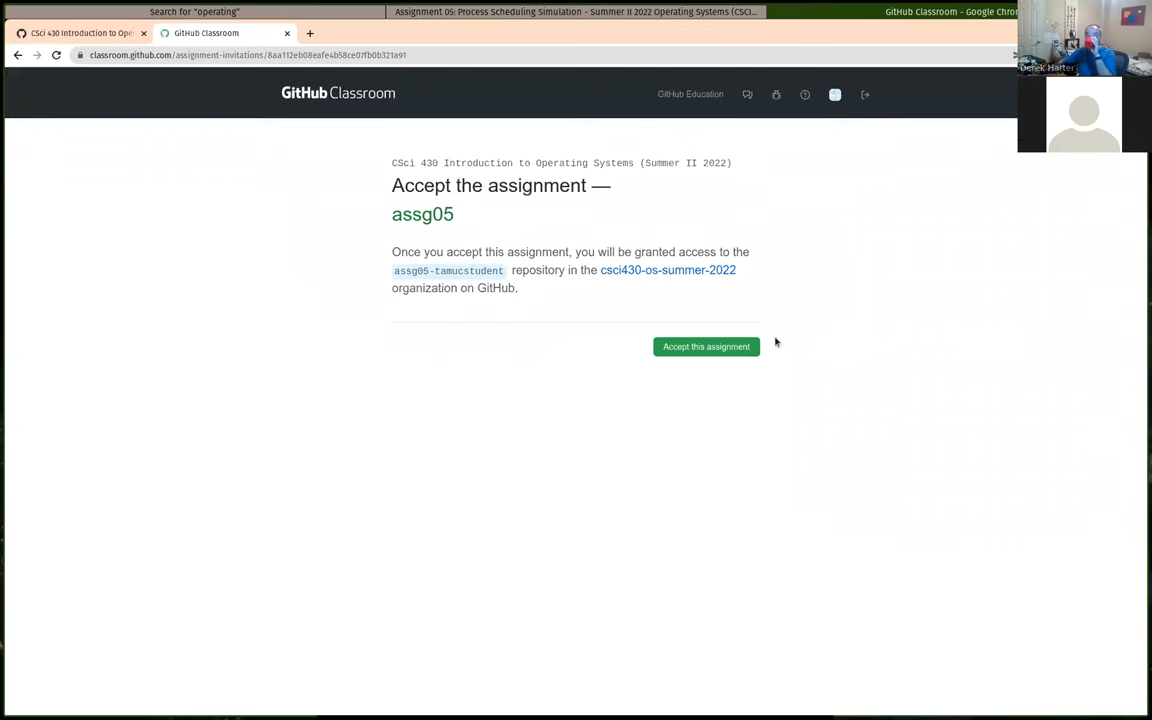 Search for "operating"
Assignment 05: Process Scheduling Simulation - Summer II 2022 Operating Systems (CSCI...
GitHub Classroom - Google Chron
CSci 430 Introduction to Ope
GitHub Classroom
classroom.github.com/assignment-invitations/8aa112eb08eafe4b58ce07fb0b321a91
Derek Harter
GitHub Classroom
GitHub Education
CSci 430 Introduction to Operating Systems (Summer II 2022)
Accept the assignment —
assg05
Once you accept this assignment, you will be granted access to the
assg05-tamucstudent repository in the csci430-os-summer-2022
organization on GitHub.
Accept this assignment